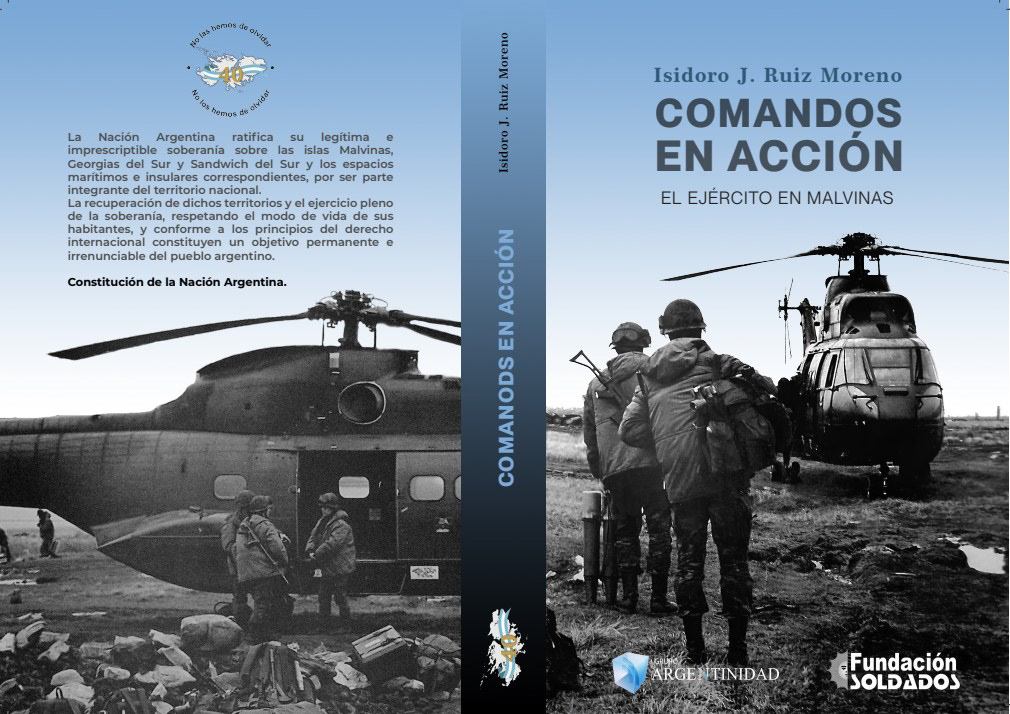 No las hemos de olvidar
40
No los hemos de olvidar
La Nación Argentina ratifica su legítima e
imprescriptible soberanía sobre las islas Malvinas,
Georgias del Sur y Sandwich del Sur y los espacios
marítimos e insulares correspondientes, por ser parte
integrante del territorio nacional.
La recuperación de dichos territorios y el ejercicio pleno
de la soberanía, respetando el modo de vida de sus
habitantes, y conforme a los principios del derecho
internacional constituyen un objetivo permanente e
irrenunciable del pueblo argentino.
Constitución de la Nación Argentina.
Isidoro J. Ruiz Moreno
COMANODS EN ACCIÓN
40
Isidoro J. Ruiz Moreno
COMANDOS
EN ACCIÓN
EL EJÉRCITO EN MALVINAS
GRUPO
ARGENTINIDAD
Fundación
SOLDADOS